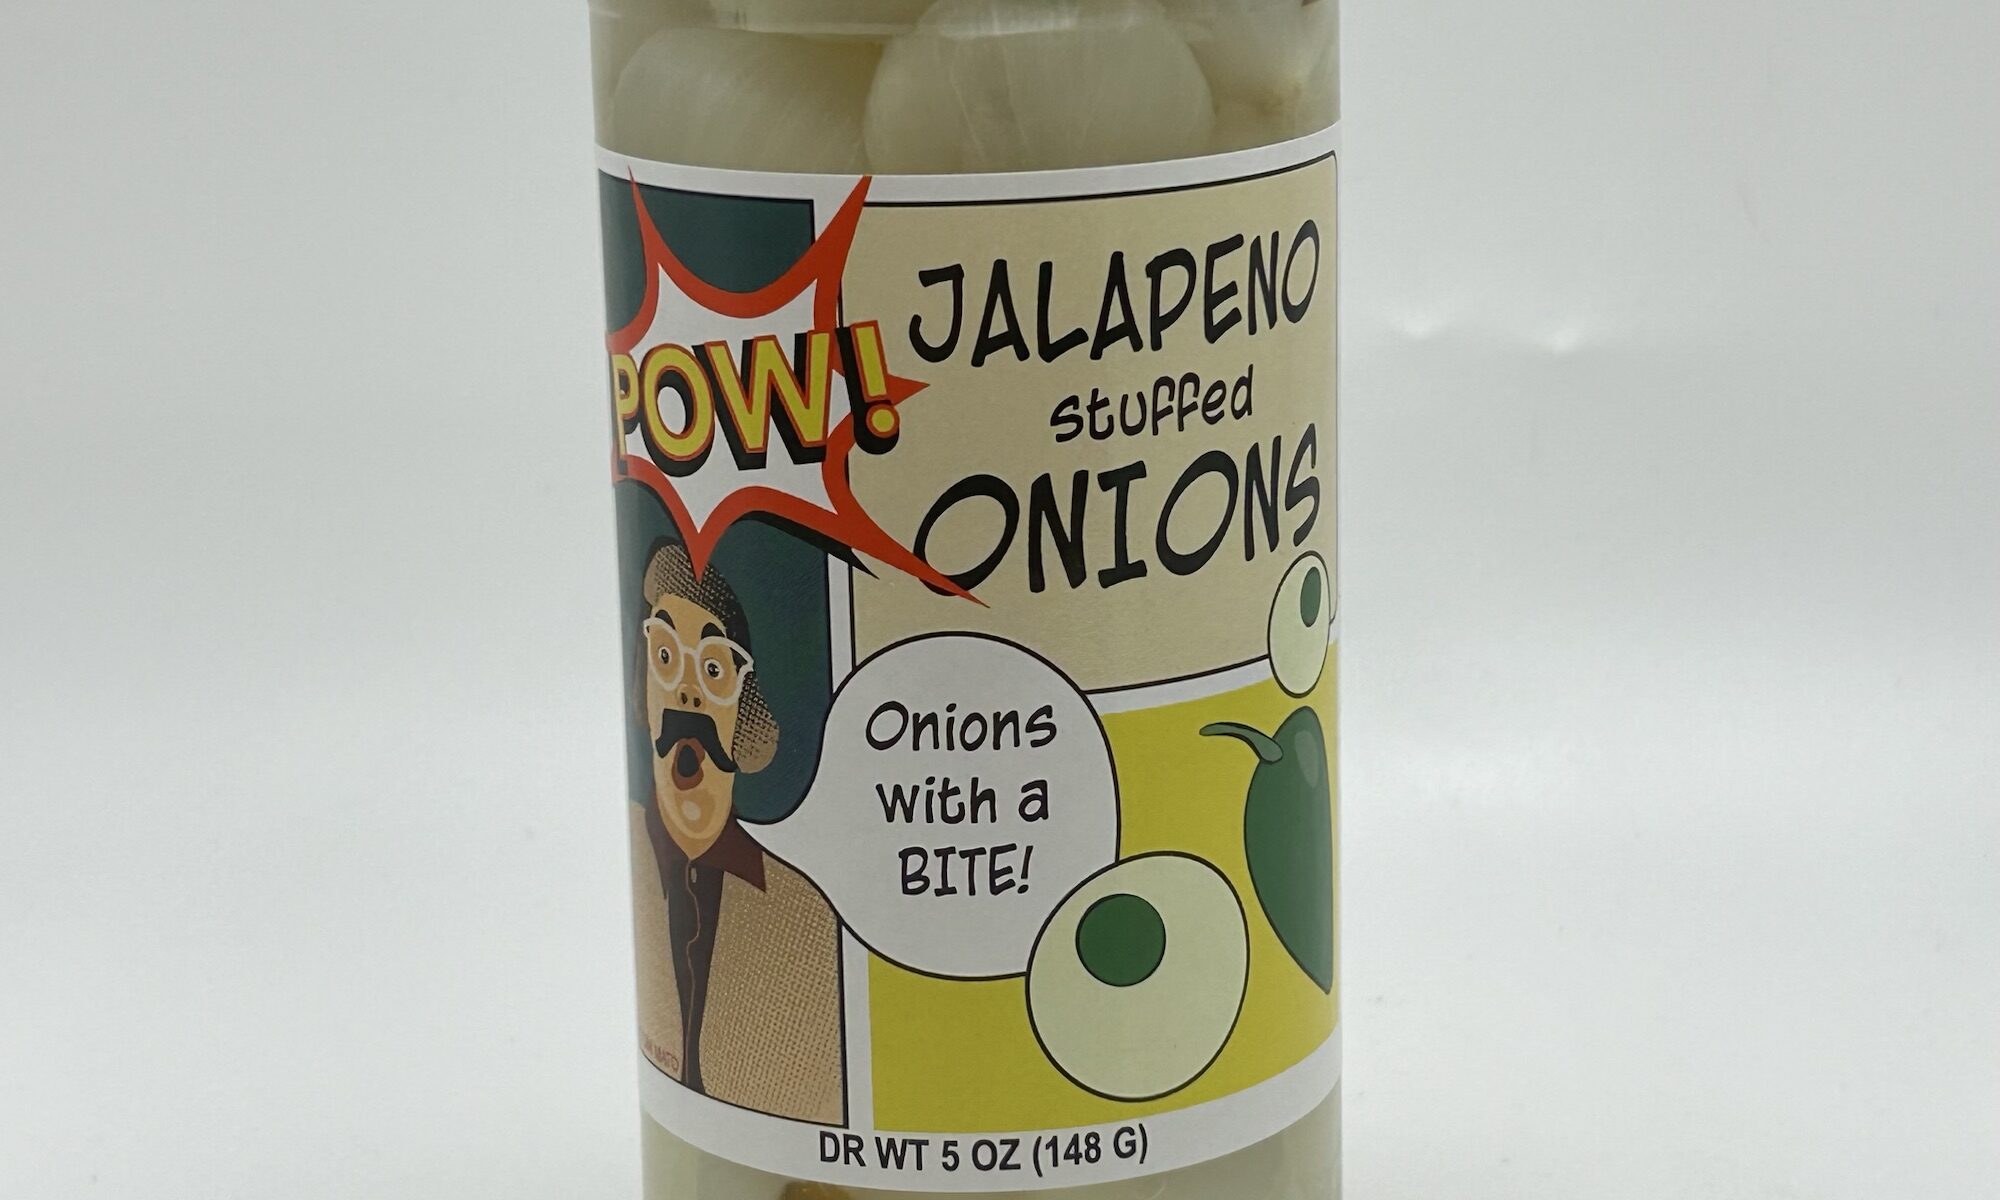 POW!
JALAPENO
stuffed
ONIONS
Onions
with a
BITE!
DR WT 5 OZ (148 G)